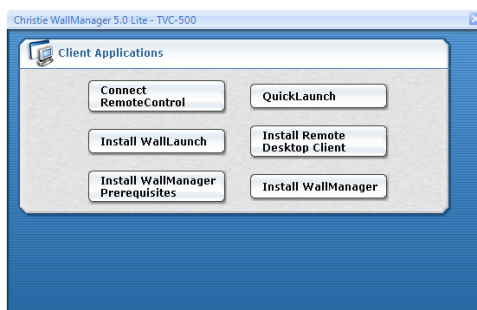 Christie WallManager 5.0 Lite - TVC-500
Client Applications
Connect
RemoteControl
QuickLaunch
Install WallLaunch
Install Remote
Desktop Client
Install WallManager
Prerequisites
Install WallManager